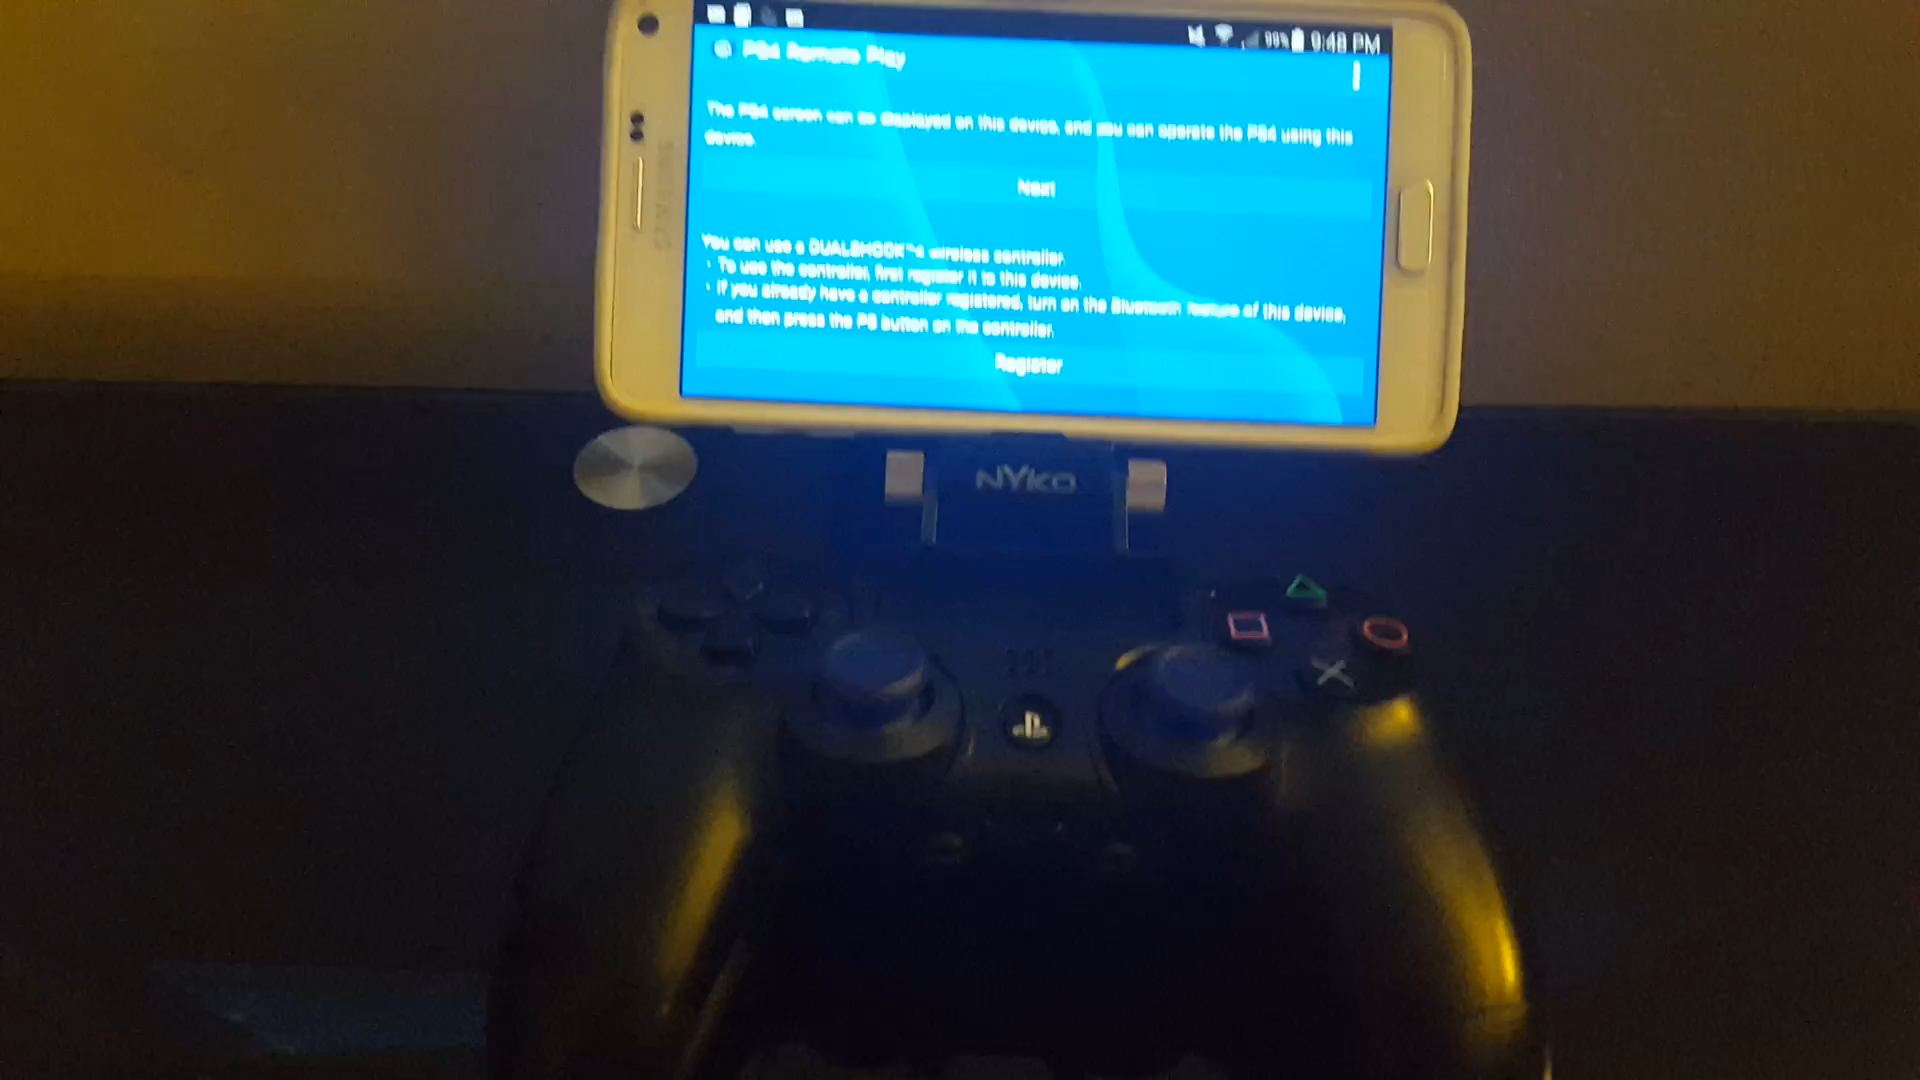 99% 9:48 PM
PS4 Remote Play
The PS4 screen can be displayed on this device, and you can operate the PS4 using this
device.
Next
You can use a DUALSHOCK™4 wireless controller.
· To use the controller, first register it to this device.
· If you already have a controller registered, turn on the Bluetooth feature of this device,
and then press the PS button on the controller.
Register
SAMSUNG
NYKO